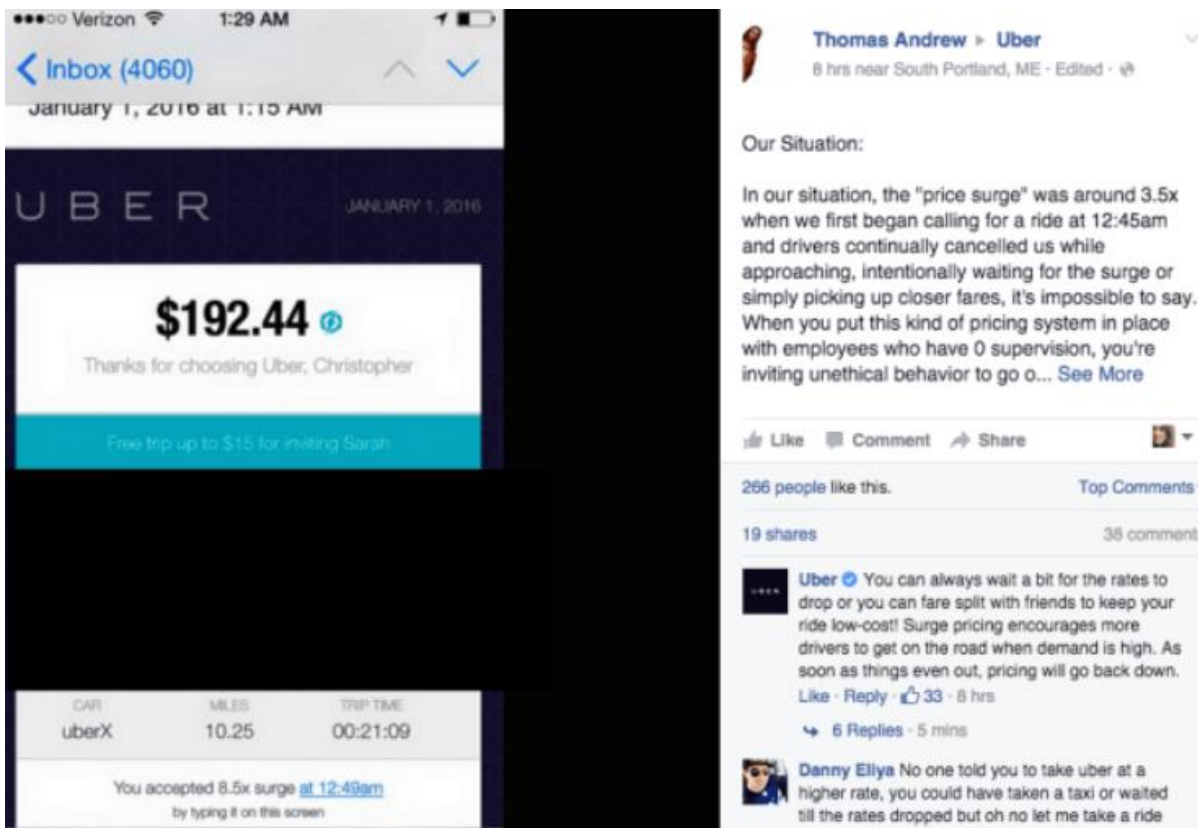 Verizon 1:29 AM
Inbox (4060)
January 1, 2016 at 1:15 AM
UBER JANUARY 1, 2016
$192.44
Thanks for choosing Uber, Christopher
Free trip up to $15 for inviting Sarah
CAR MILES TRIP TIME
uberX 10.25 00:21:09
You accepted 8.5x surge at 12:49am
by typing it on this screen
Thomas Andrew ▸ Uber
8 hrs near South Portland, ME · Edited ·
Our Situation:
In our situation, the "price surge" was around 3.5x
when we first began calling for a ride at 12:45am
and drivers continually cancelled us while
approaching, intentionally waiting for the surge or
simply picking up closer fares, it's impossible to say.
When you put this kind of pricing system in place
with employees who have 0 supervision, you're
inviting unethical behavior to go o... See More
Like Comment Share
266 people like this. Top Comments
19 shares 38 comment
Uber You can always wait a bit for the rates to
drop or you can fare split with friends to keep your
ride low-cost! Surge pricing encourages more
drivers to get on the road when demand is high. As
soon as things even out, pricing will go back down.
Like · Reply · 33 · 8 hrs
6 Replies · 5 mins
Danny Eliya No one told you to take uber at a
higher rate, you could have taken a taxi or waited
till the rates dropped but oh no let me take a ride